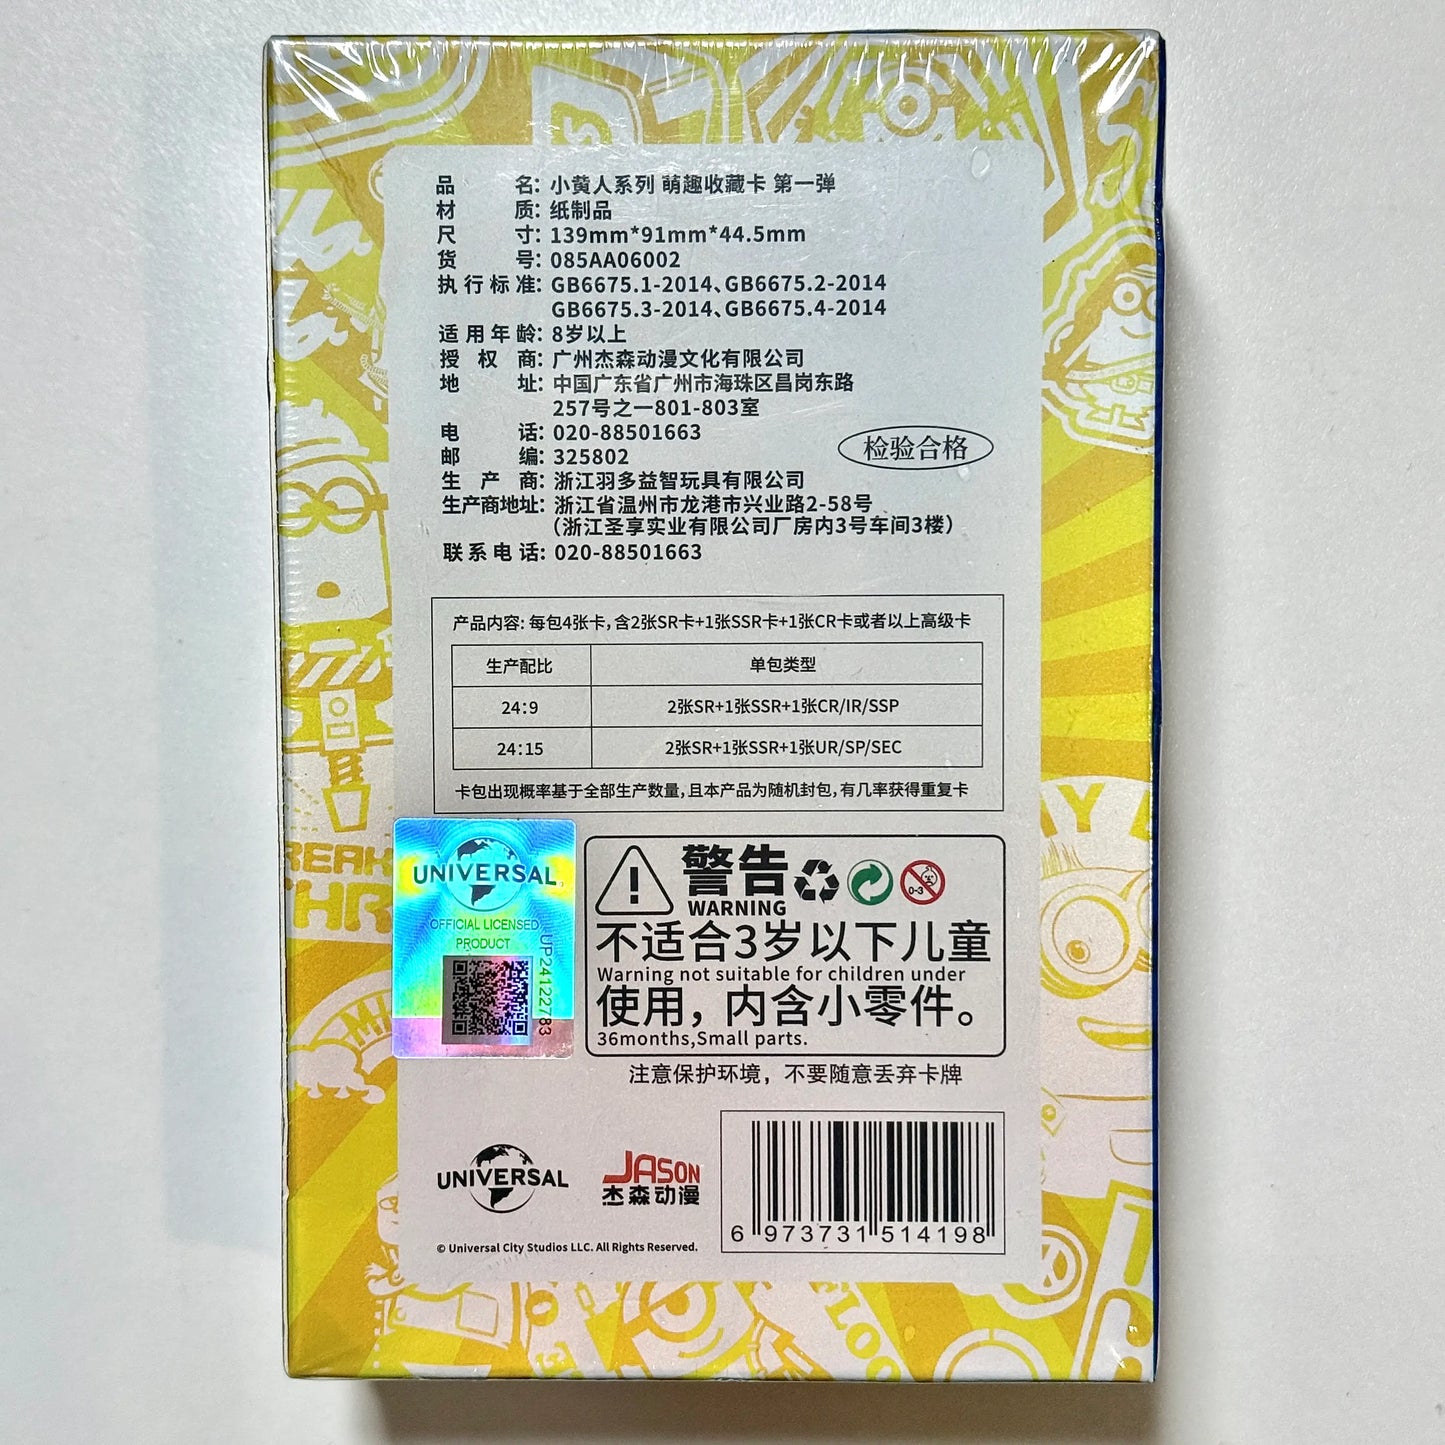 品名：小黄人系列 萌趣收藏卡 第一弹
材质：纸制品
尺寸：139mm*91mm*44.5mm
货号：085AA06002
执行标准：GB6675.1-2014、GB6675.2-2014
GB6675.3-2014、GB6675.4-2014
适用年龄：8岁以上
授权商：广州杰森动漫文化有限公司
地址：中国广东省广州市海珠区昌岗东路
257号之一801-803室
电话：020-88501663
邮编：325802
检验合格
生产商：浙江羽多益智玩具有限公司
生产商地址：浙江省温州市龙港市兴业路2-58号
（浙江圣享实业有限公司厂房内3号车间3楼）
联系电话：020-88501663
产品内容：每包4张卡，含2张SR卡+1张SSR卡+1张CR卡或者以上高级卡
生产配比 单包类型
24:9 2张SR+1张SSR+1张CR/IR/SSP
24:15 2张SR+1张SSR+1张UR/SP/SEC
卡包出现概率基于全部生产数量，且本产品为随机封包，有几率获得重复卡
UNIVERSAL
OFFICIAL LICENSED
PRODUCT
UP24122783
警告
WARNING
0-3
不适合3岁以下儿童
Warning not suitable for children under
使用，内含小零件。
36months,Small parts.
注意保护环境，不要随意丢弃卡牌
UNIVERSAL
JASON
杰森动漫
© Universal City Studios LLC. All Rights Reserved.
6 973731 514198